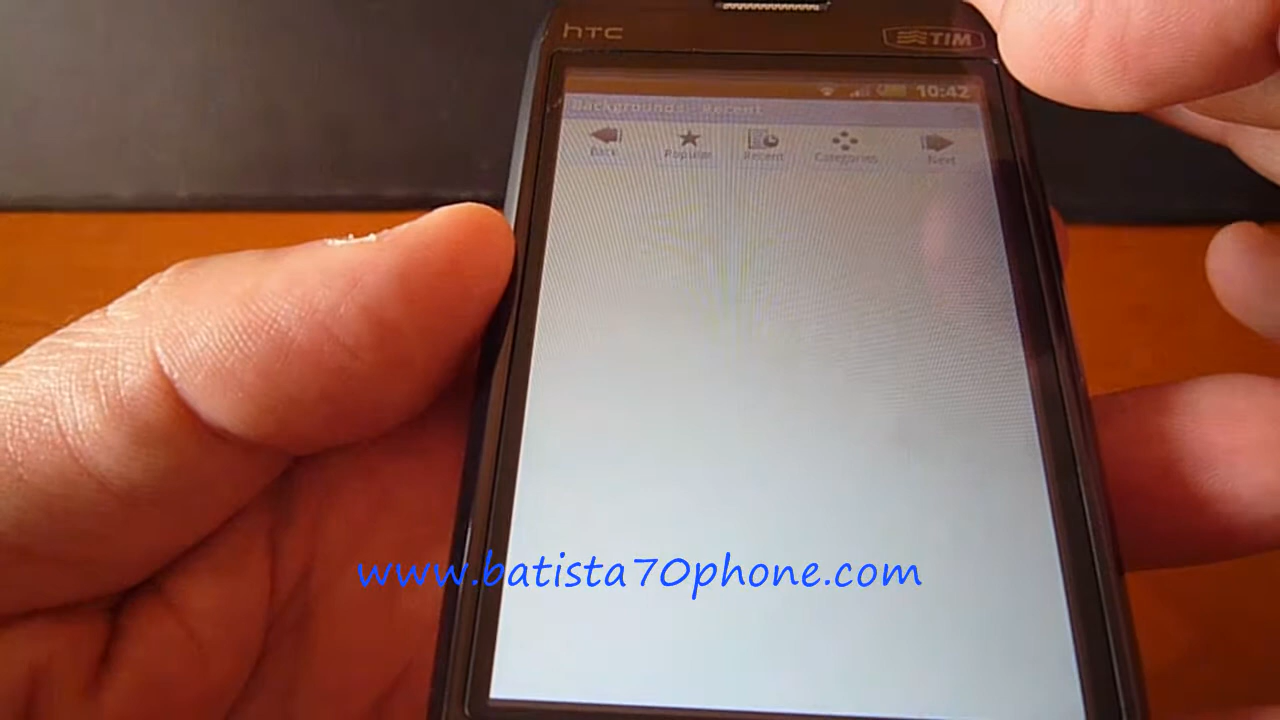 hTC
TIM
10:42
Backgrounds - Recent
Back Popular Recent Categories Next
www.batista70phone.com